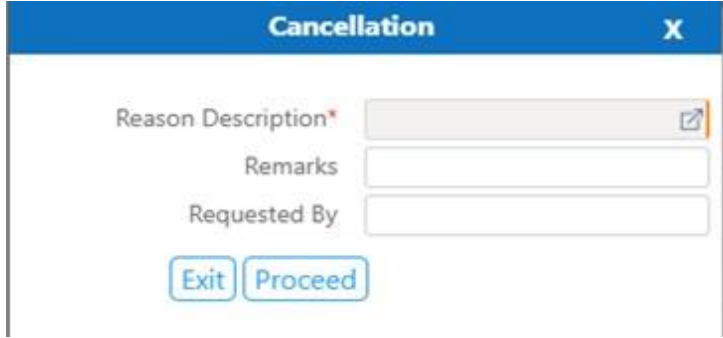 Cancellation X
Reason Description*
Remarks
Requested By
Exit Proceed